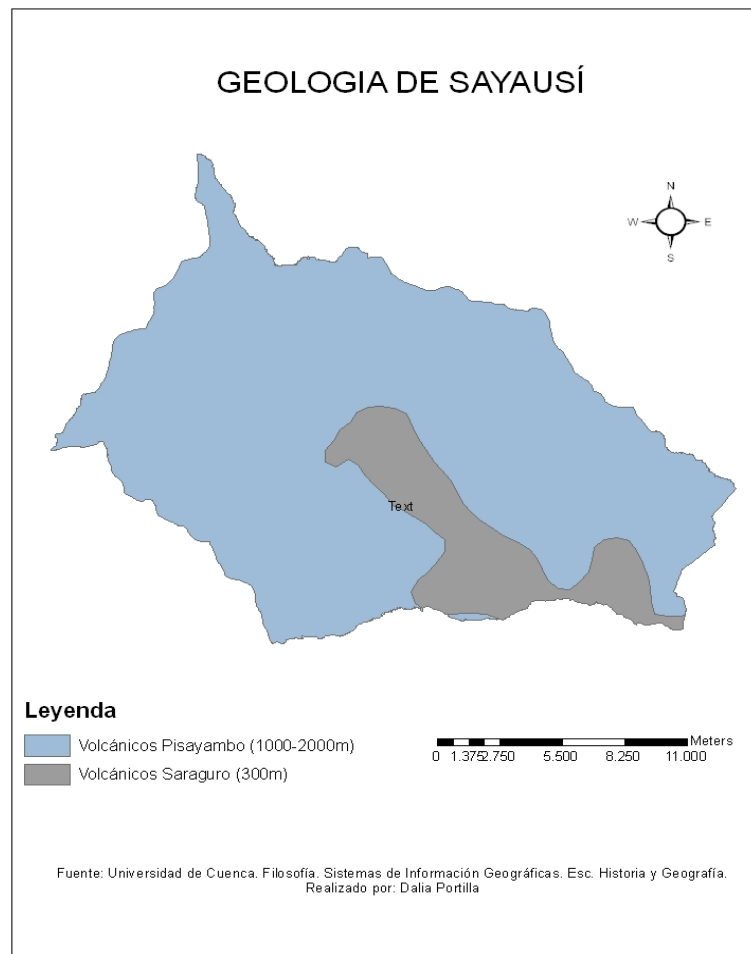 GEOLOGIA DE SAYAUSÍ
N
W E
S
Text
Leyenda
Volcánicos Pisayambo (1000-2000m)
Volcánicos Saraguro (300m)
Meters
0 1.375 2.750 5.500 8.250 11.000
Fuente: Universidad de Cuenca. Filosofía. Sistemas de Información Geográficas. Esc. Historia y Geografía.
Realizado por: Dalia Portilla